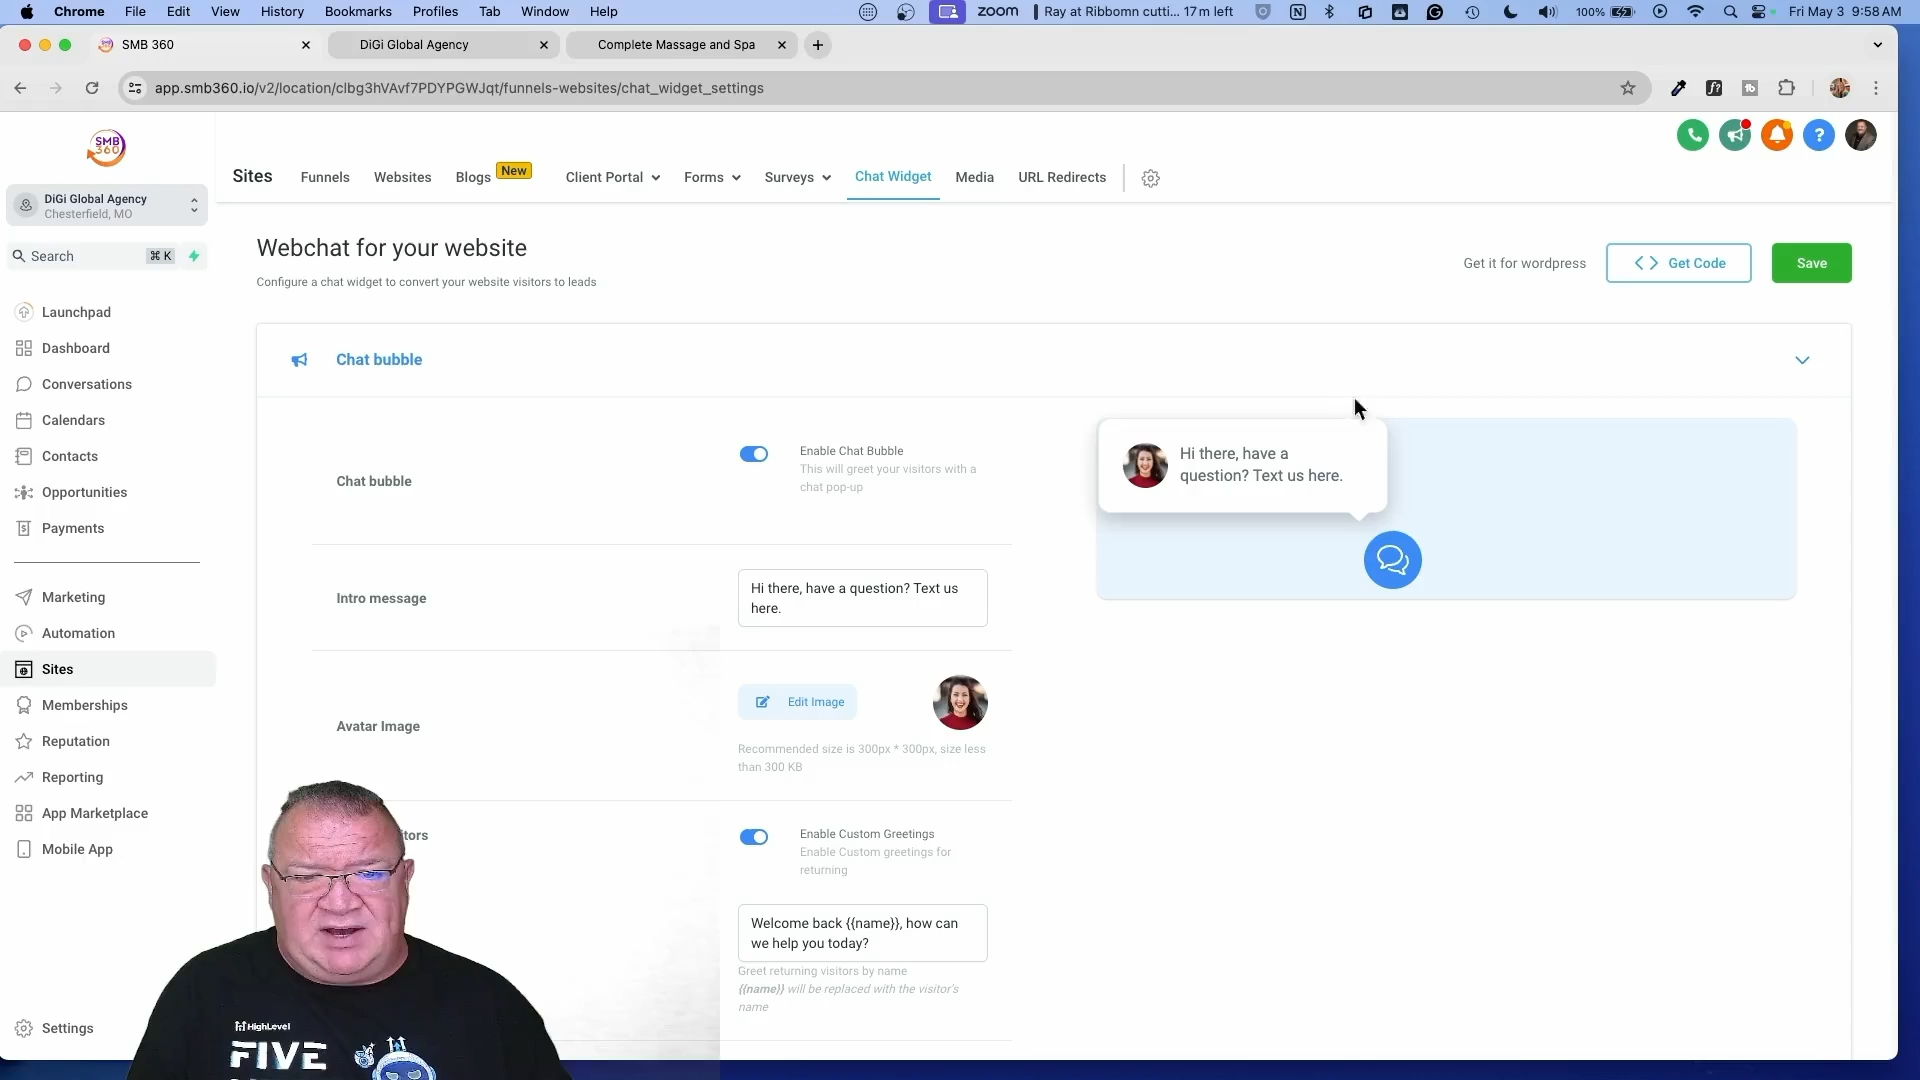 Chrome File Edit View History Bookmarks Profiles Tab Window Help
zoom Ray at Ribbomn cutti... 17 m left 100% Fri May 3 9:58 AM
SMB 360
DiGi Global Agency
Complete Massage and Spa
app.smb360.io/v2/location/clbg3hVAvf7PDYPGWJqt/funnels-websites/chat_widget_settings
SMB
360
DiGi Global Agency
Chesterfield, MO
Search ⌘ K
Launchpad
Dashboard
Conversations
Calendars
Contacts
Opportunities
Payments
Marketing
Automation
Sites
Memberships
Reputation
Reporting
App Marketplace
Mobile App
Settings
Sites Funnels Websites Blogs New Client Portal Forms Surveys Chat Widget Media URL Redirects
Webchat for your website
Configure a chat widget to convert your website visitors to leads
Get it for wordpress
<> Get Code
Save
Chat bubble
Chat bubble
Enable Chat Bubble
This will greet your visitors with a
chat pop-up
Intro message
Hi there, have a question? Text us
here.
Avatar Image
Edit Image
Recommended size is 300px * 300px, size less
than 300 KB
Enable Custom Greetings
Enable Custom greetings for
returning
Welcome back {{name}}, how can
we help you today?
Greet returning visitors by name
{{name}} will be replaced with the visitor's
name
Hi there, have a
question? Text us here.
HighLevel
FIVE